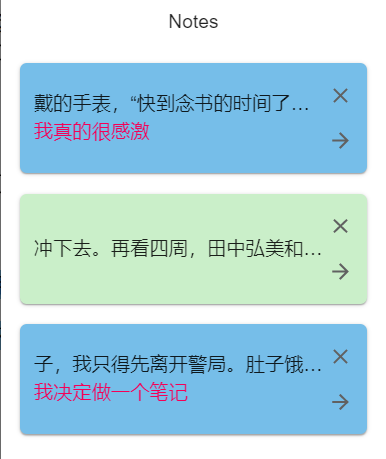 Notes
戴的手表，“快到念书的时间了…
我真的很感激
冲下去。再看四周，田中弘美和…
子，我只得先离开警局。肚子饿…
我决定做一个笔记